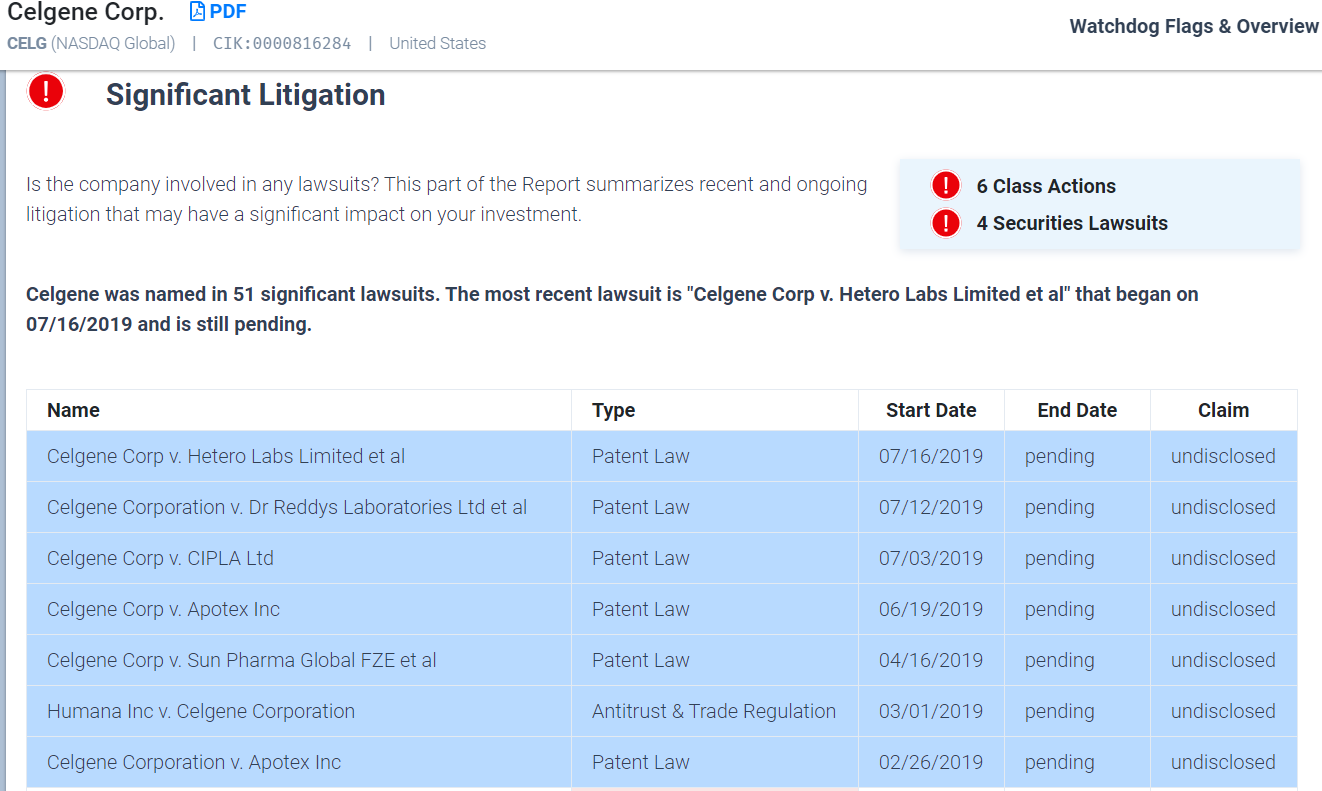 Celgene Corp. PDF
CELG (NASDAQ Global) | CIK:0000816284 | United States
Watchdog Flags & Overview
Significant Litigation
Is the company involved in any lawsuits? This part of the Report summarizes recent and ongoing
litigation that may have a significant impact on your investment.
6 Class Actions
4 Securities Lawsuits
Celgene was named in 51 significant lawsuits. The most recent lawsuit is "Celgene Corp v. Hetero Labs Limited et al" that began on
07/16/2019 and is still pending.
Name Type Start Date End Date Claim
Celgene Corp v. Hetero Labs Limited et al Patent Law 07/16/2019 pending undisclosed
Celgene Corporation v. Dr Reddys Laboratories Ltd et al Patent Law 07/12/2019 pending undisclosed
Celgene Corp v. CIPLA Ltd Patent Law 07/03/2019 pending undisclosed
Celgene Corp v. Apotex Inc Patent Law 06/19/2019 pending undisclosed
Celgene Corp v. Sun Pharma Global FZE et al Patent Law 04/16/2019 pending undisclosed
Humana Inc v. Celgene Corporation Antitrust & Trade Regulation 03/01/2019 pending undisclosed
Celgene Corporation v. Apotex Inc Patent Law 02/26/2019 pending undisclosed